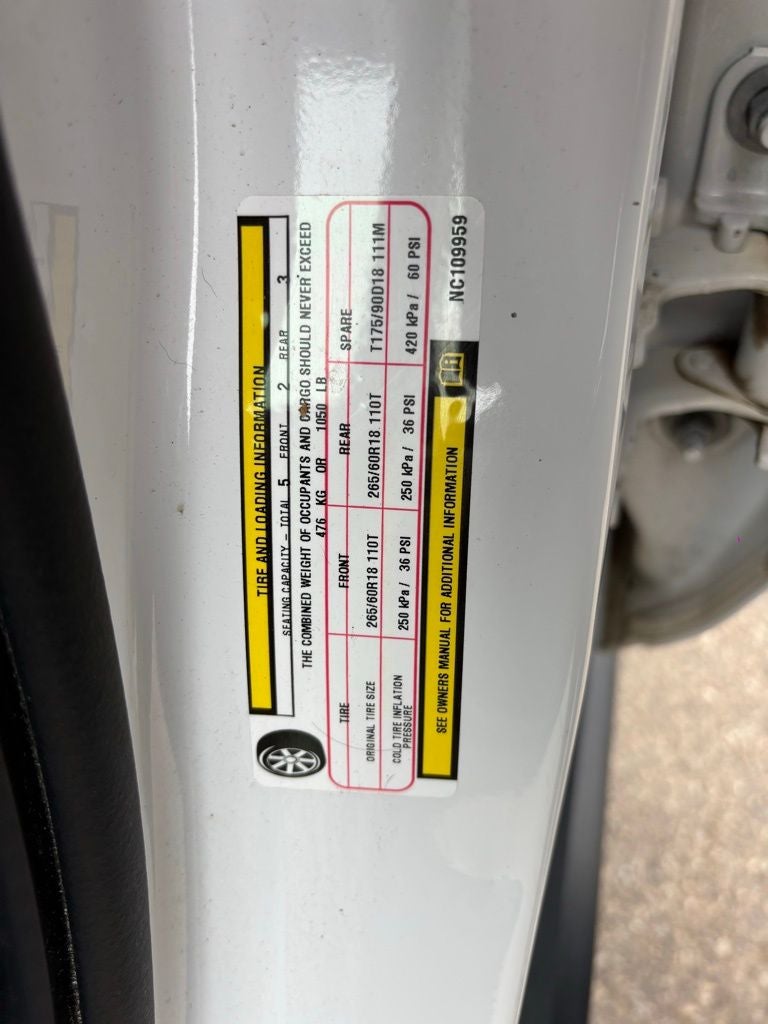 TIRE AND LOADING INFORMATION
SEATING CAPACITY – TOTAL 5 FRONT 2 REAR 3
THE COMBINED WEIGHT OF OCCUPANTS AND CARGO SHOULD NEVER EXCEED
476 KG OR 1050 LB
TIRE FRONT REAR SPARE
ORIGINAL TIRE SIZE 265/60R18 110T 265/60R18 110T T175/90D18 111M
COLD TIRE INFLATION
PRESSURE 250 kPa / 36 PSI 250 kPa / 36 PSI 420 kPa / 60 PSI
SEE OWNERS MANUAL FOR ADDITIONAL INFORMATION
NC109959